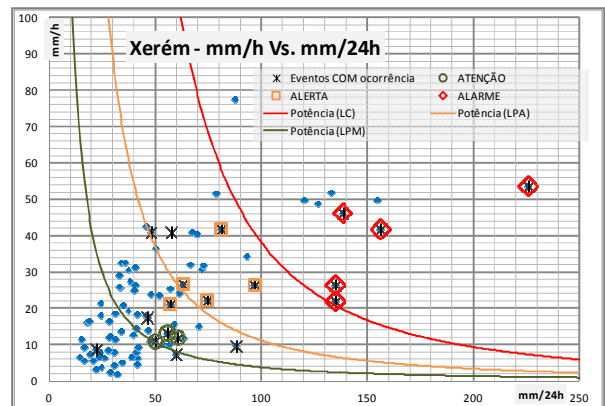 Xerém - mm/h Vs. mm/24h
mm/h
Eventos COM ocorrência
ATENÇÃO
ALERTA
ALARME
Potência (LC)
Potência (LPA)
Potência (LPM)
100
90
80
70
60
50
40
30
20
10
0
0
50
100
150
200
250
mm/24h